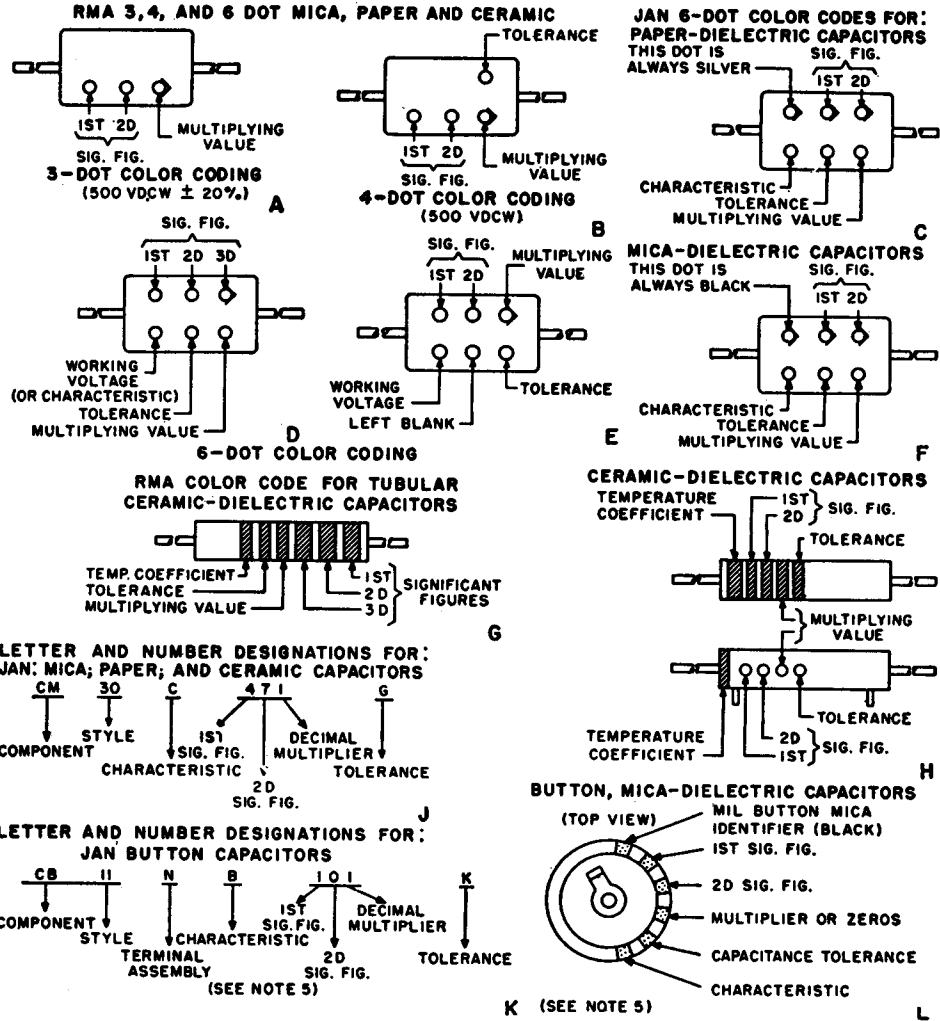 RMA 3,4, AND 6 DOT MICA, PAPER AND CERAMIC
1ST 2D
SIG. FIG.
MULTIPLYING
VALUE
3-DOT COLOR CODING
(500 VDCW ± 20%)
A
TOLERANCE
1ST 2D
SIG. FIG.
MULTIPLYING
VALUE
4-DOT COLOR CODING
(500 VDCW)
B
JAN 6-DOT COLOR CODES FOR:
PAPER-DIELECTRIC CAPACITORS
THIS DOT IS
ALWAYS SILVER
SIG. FIG.
1ST 2D
CHARACTERISTIC
TOLERANCE
MULTIPLYING VALUE
C
SIG. FIG.
1ST 2D 3D
WORKING
VOLTAGE
(OR CHARACTERISTIC)
TOLERANCE
MULTIPLYING VALUE
D
SIG. FIG.
1ST 2D
MULTIPLYING
VALUE
WORKING
VOLTAGE
LEFT BLANK
TOLERANCE
E
6-DOT COLOR CODING
MICA-DIELECTRIC CAPACITORS
THIS DOT IS
ALWAYS BLACK
SIG. FIG.
1ST 2D
CHARACTERISTIC
TOLERANCE
MULTIPLYING VALUE
F
RMA COLOR CODE FOR TUBULAR
CERAMIC-DIELECTRIC CAPACITORS
TEMP. COEFFICIENT
TOLERANCE
MULTIPLYING VALUE
1ST
2D
3D
SIGNIFICANT
FIGURES
G
CERAMIC-DIELECTRIC CAPACITORS
TEMPERATURE
COEFFICIENT
1ST
2D
SIG. FIG.
TOLERANCE
MULTIPLYING
VALUE
TOLERANCE
TEMPERATURE
COEFFICIENT
2D
1ST
SIG. FIG.
H
LETTER AND NUMBER DESIGNATIONS FOR:
JAN: MICA; PAPER; AND CERAMIC CAPACITORS
CM 30 C 471 G
COMPONENT
STYLE
CHARACTERISTIC
1ST
SIG. FIG.
2D
SIG. FIG.
DECIMAL
MULTIPLIER
TOLERANCE
J
LETTER AND NUMBER DESIGNATIONS FOR:
JAN BUTTON CAPACITORS
CB 11 N B 101 K
COMPONENT
STYLE
TERMINAL
ASSEMBLY
CHARACTERISTIC
1ST
SIG. FIG.
2D
SIG. FIG.
DECIMAL
MULTIPLIER
TOLERANCE
(SEE NOTE 5)
K
BUTTON, MICA-DIELECTRIC CAPACITORS
(TOP VIEW)
MIL BUTTON MICA
IDENTIFIER (BLACK)
1ST SIG. FIG.
2D SIG. FIG.
MULTIPLIER OR ZEROS
CAPACITANCE TOLERANCE
CHARACTERISTIC
(SEE NOTE 5)
L